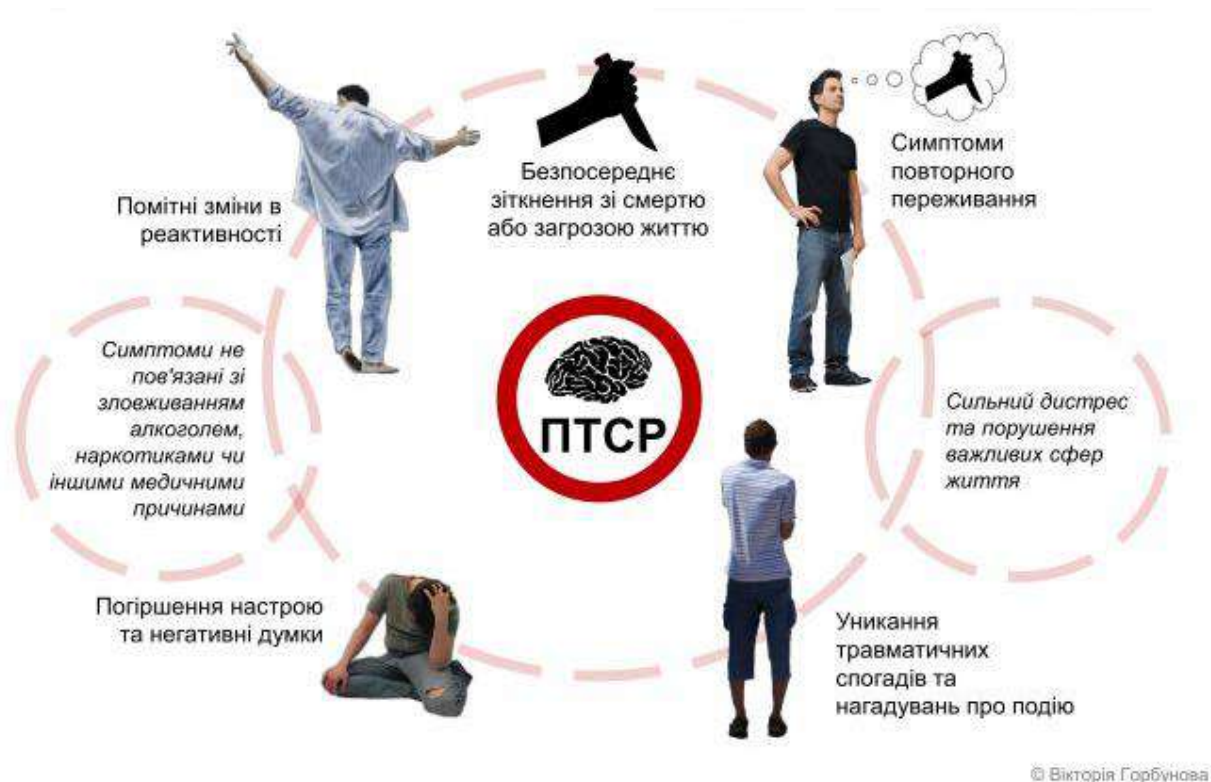 Безпосереднє
зіткнення зі смертю
або загрозою життю
Симптоми
повторного
переживання
Помітні зміни в
реактивності
ПТСР
Симптоми не
пов'язані зі
зловживанням
алкоголем,
наркотиками чи
іншими медичними
причинами
Сильний дистрес
та порушення
важливих сфер
життя
Погіршення настрою
та негативні думки
Уникання
травматичних
спогадів та
нагадувань про подію
© Вікторія Горбунова